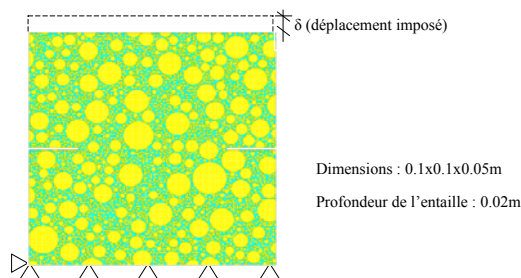 δ (déplacement imposé)
Dimensions : 0.1x0.1x0.05m
Profondeur de l'entaille : 0.02m